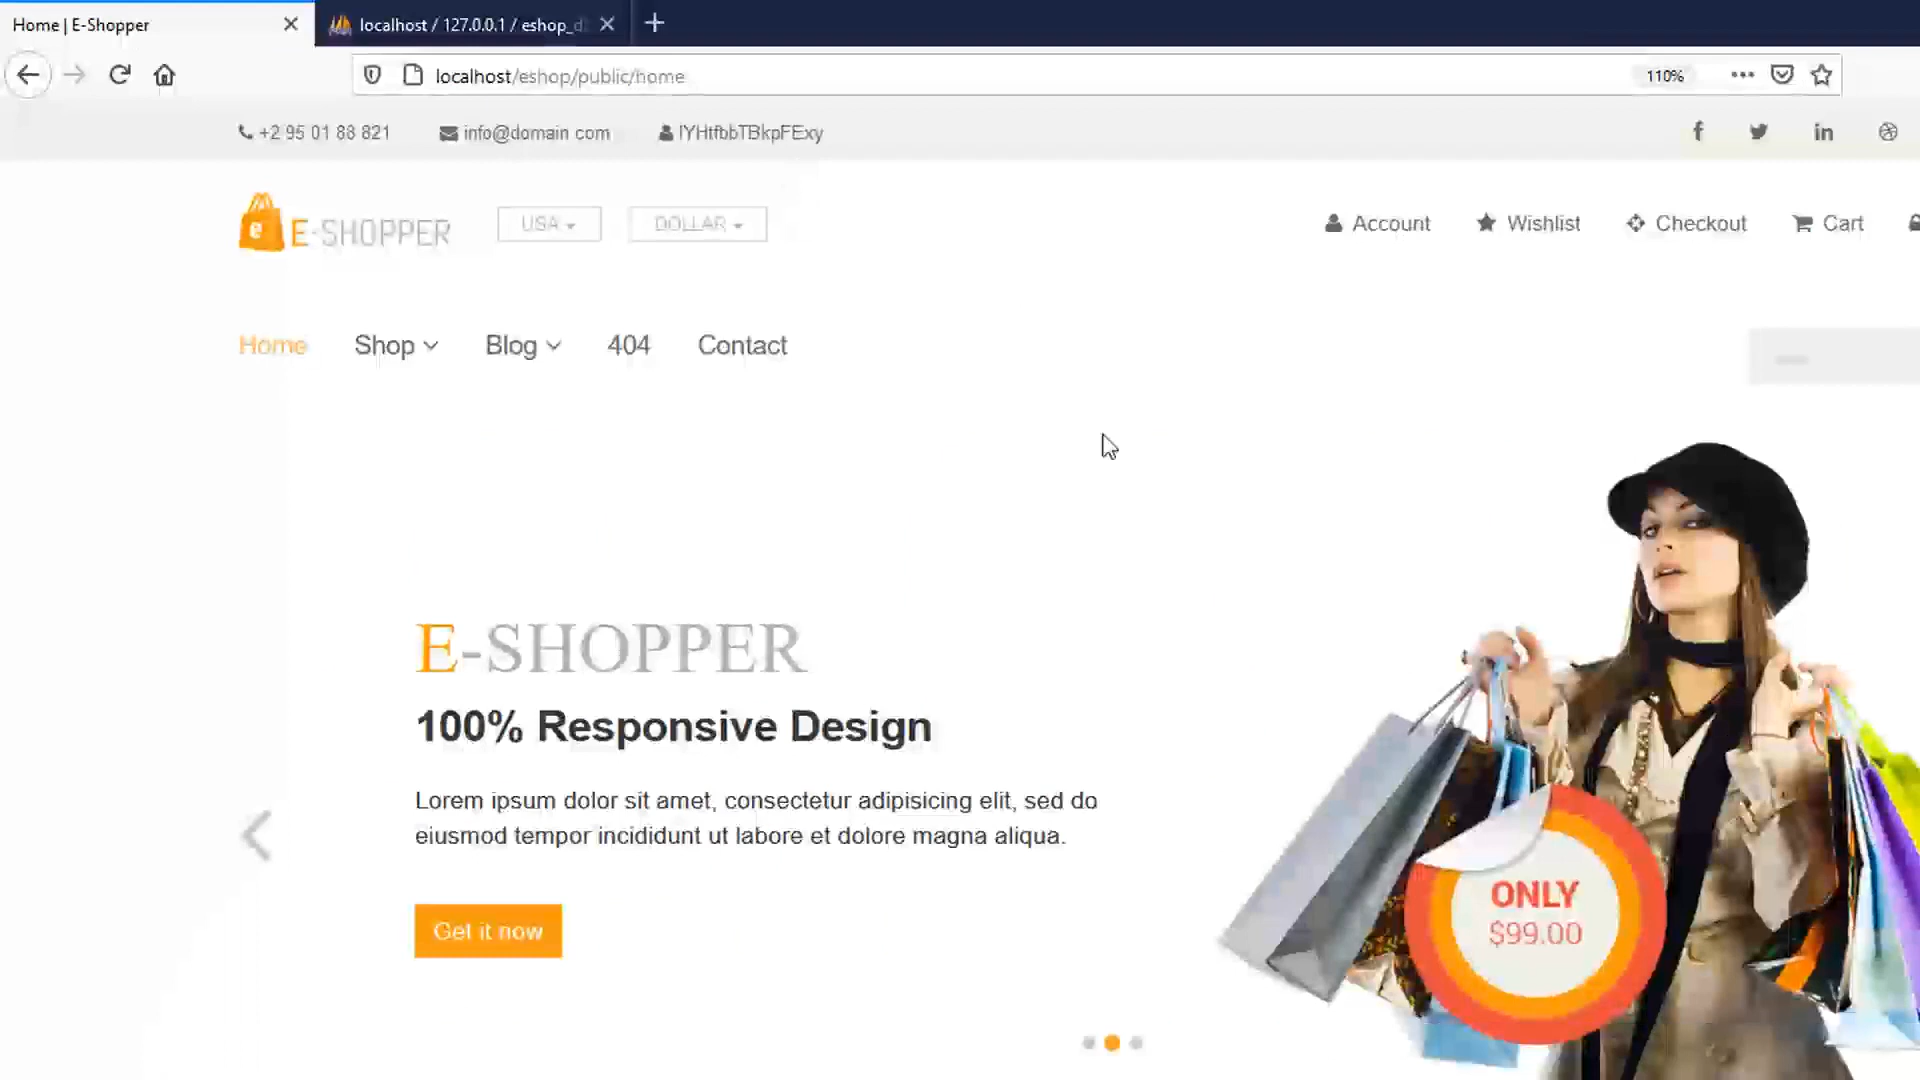 Home | E-Shopper
localhost / 127.0.0.1 / eshop_d
localhost/eshop/public/home
110%
+2 95 01 88 821
info@domain com
E-SHOPPER
USA
DOLLAR
Account
Wishlist
Checkout
Cart
Home
Shop
Blog
404
Contact
E-SHOPPER
100% Responsive Design
Lorem ipsum dolor sit amet, consectetur adipisicing elit, sed do
eiusmod tempor incididunt ut labore et dolore magna aliqua.
Get it now
ONLY
$99.00